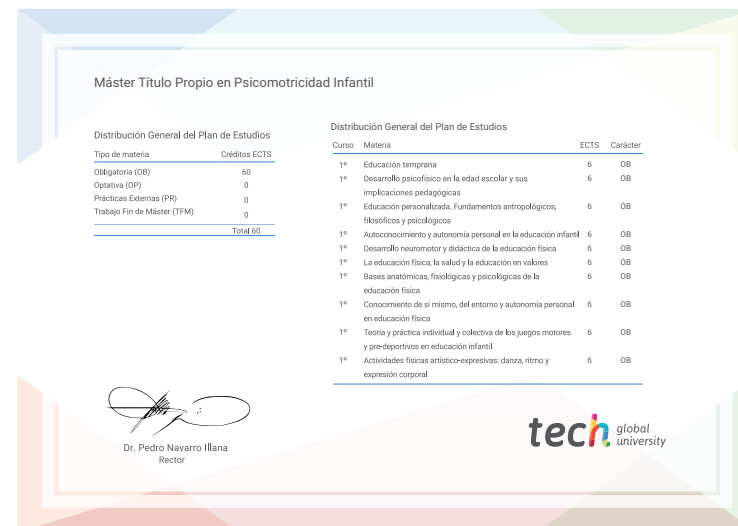 Máster Título Propio en Psicomotricidad Infantil
Distribución General del Plan de Estudios
Tipo de materia Créditos ECTS
Obligatoria (OB) 60
Optativa (OP) 0
Prácticas Externas (PR) 0
Trabajo Fin de Máster (TFM) 0
Total 60
Distribución General del Plan de Estudios
Curso Materia ECTS Carácter
1º Educación temprana 6 OB
1º Desarrollo psicofísico en la edad escolar y sus 6 OB
implicaciones pedagógicas
1º Educación personalizada. Fundamentos antropológicos, 6 OB
filosóficos y psicológicos
1º Autoconocimiento y autonomía personal en la educación infantil 6 OB
1º Desarrollo neuromotor y didáctica de la educación física 6 OB
1º La educación física, la salud y la educación en valores 6 OB
1º Bases anatómicas, fisiológicas y psicológicas de la 6 OB
educación física
1º Conocimiento de sí mismo, del entorno y autonomía personal 6 OB
en educación física
1º Teoría y práctica individual y colectiva de los juegos motores 6 OB
y pre-deportivos en educación infantil
1º Actividades físicas artístico-expresivas: danza, ritmo y 6 OB
expresión corporal
Dr. Pedro Navarro Illana
Rector
tech global
university